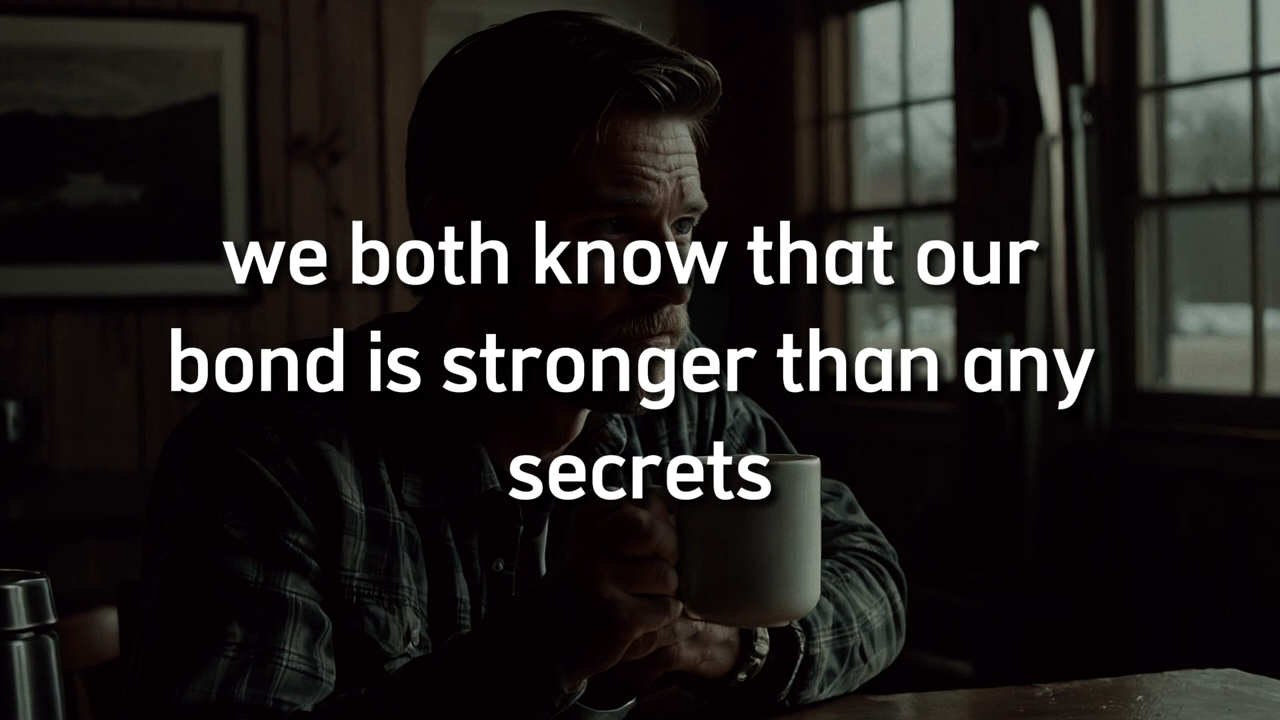 we both know that our
bond is stronger than any
secrets